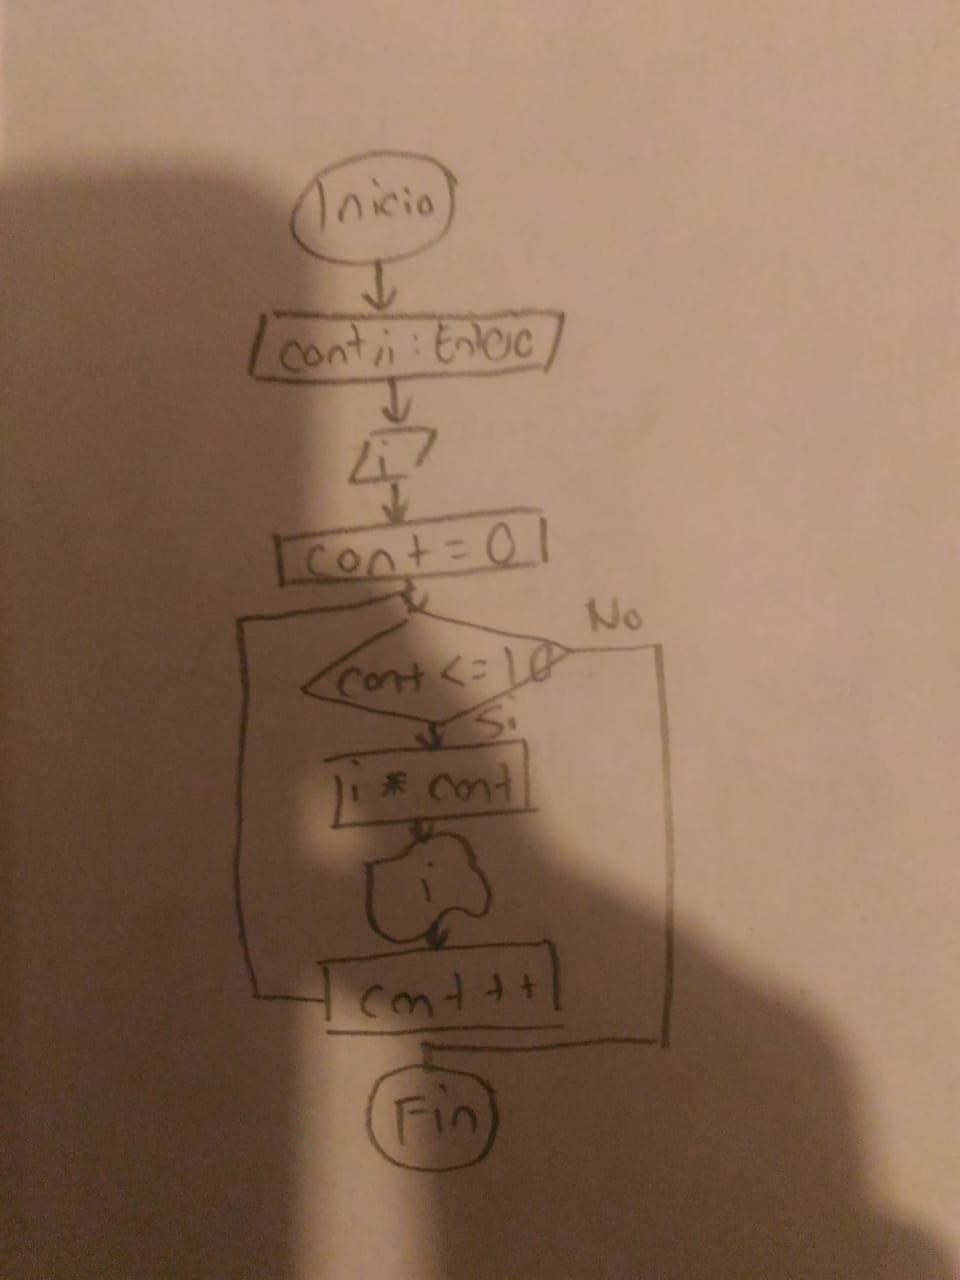 Inicio
cont, i : Entero
i
cont = 0
No
cont <= 10
Si
i * cont
i
cont ++
Fin